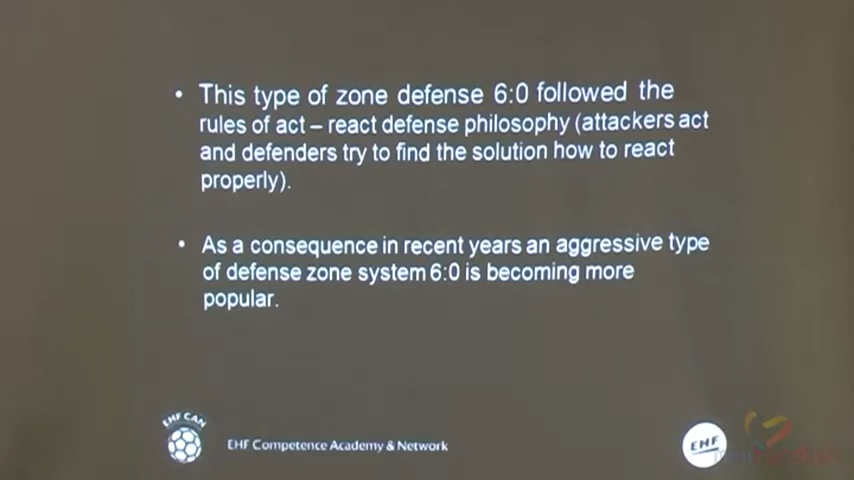 • This type of zone defense 6:0 followed the
rules of act – react defense philosophy (attackers act
and defenders try to find the solution how to react
properly).
• As a consequence in recent years an aggressive type
of defense zone system 6:0 is becoming more
popular.
EHF CAN
EHF Competence Academy & Network
EHF